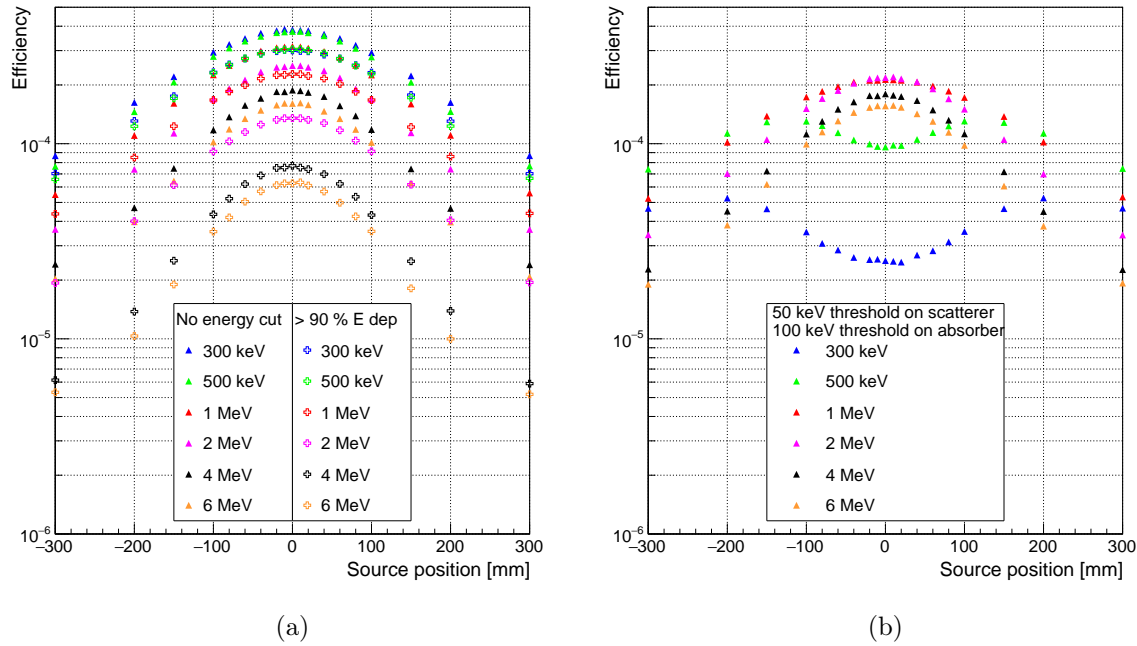 Efficiency
10⁻⁴
10⁻⁵
10⁻⁶
No energy cut > 90 % E dep
300 keV 300 keV
500 keV 500 keV
1 MeV 1 MeV
2 MeV 2 MeV
4 MeV 4 MeV
6 MeV 6 MeV
−300 −200 −100 0 100 200 300
Source position [mm]
(a)
Efficiency
10⁻⁴
10⁻⁵
10⁻⁶
50 keV threshold on scatterer
100 keV threshold on absorber
300 keV
500 keV
1 MeV
2 MeV
4 MeV
6 MeV
−300 −200 −100 0 100 200 300
Source position [mm]
(b)